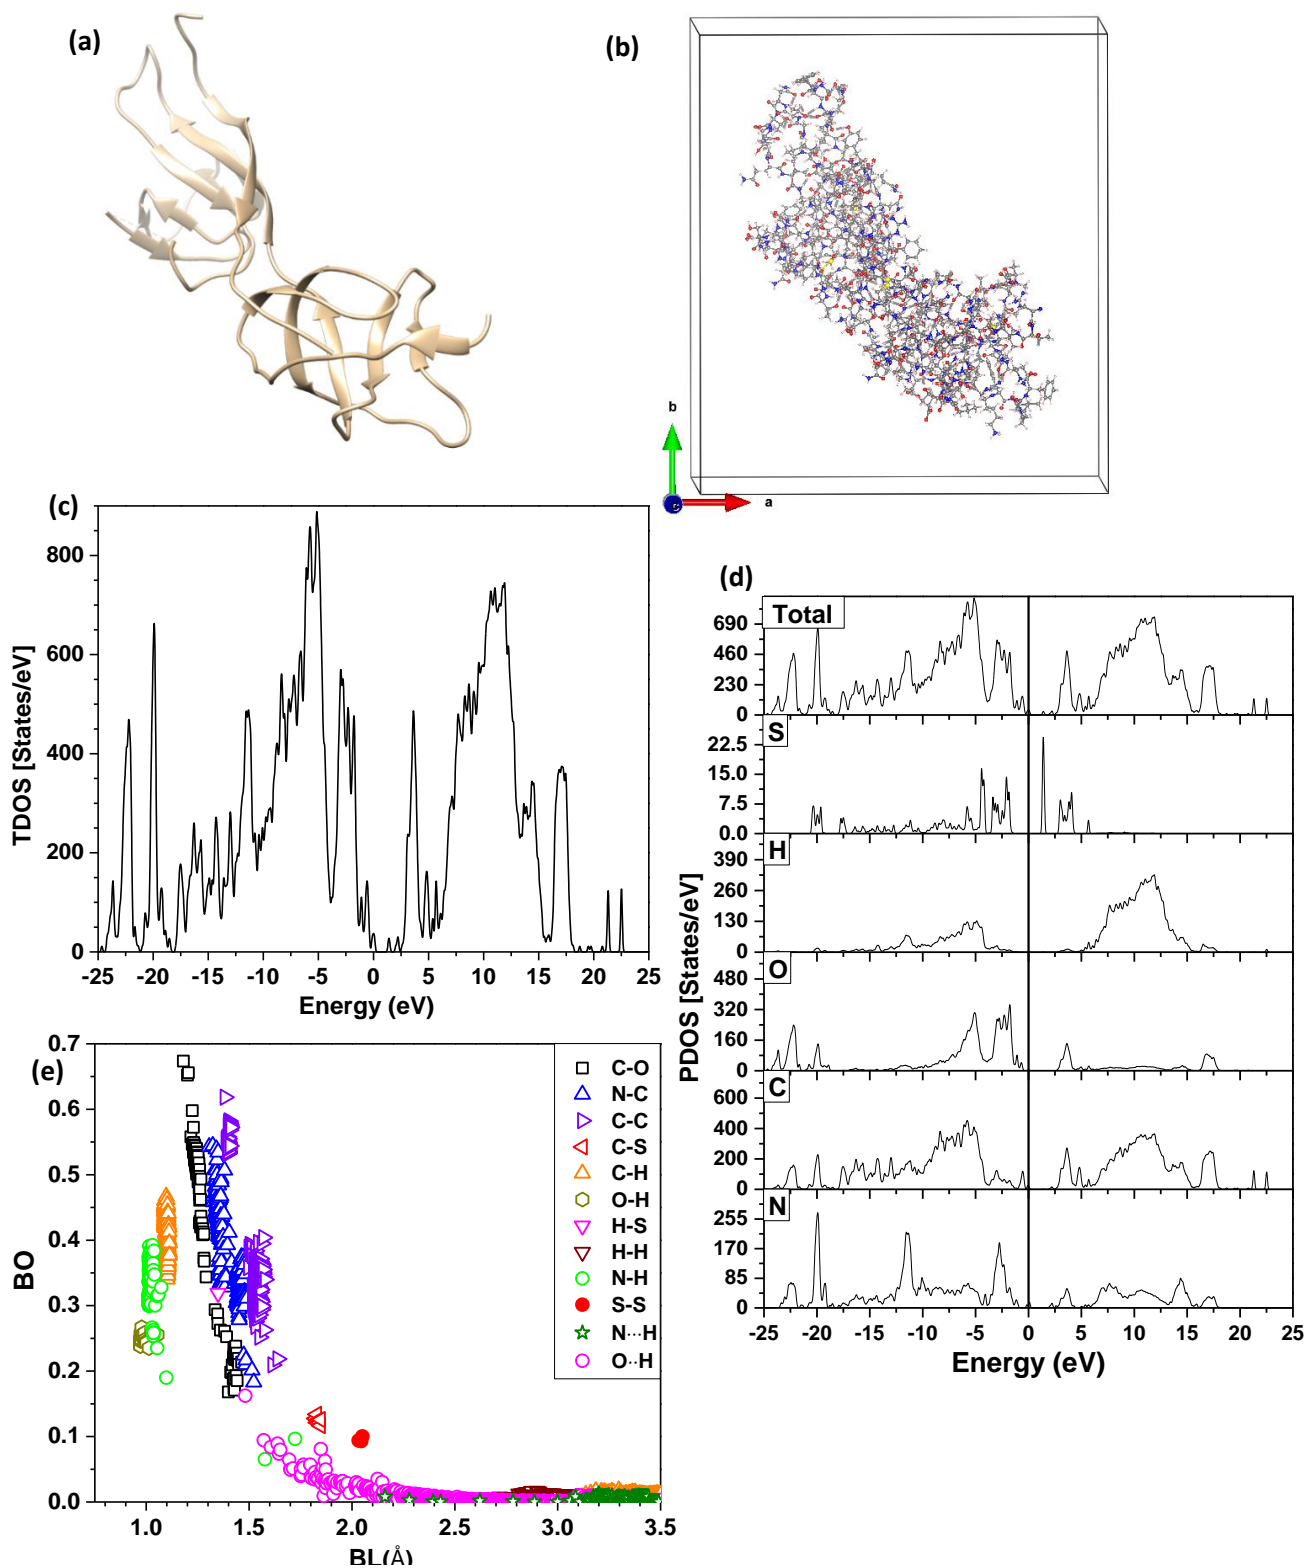 (a)
(b)
b
a
c
(c)
800
600
400
200
0
TDOS [States/eV]
-25 -20 -15 -10 -5 0 5 10 15 20 25
Energy (eV)
(d)
Total
690
460
230
0
S
22.5
15.0
7.5
0.0
H
390
260
130
0
O
480
320
160
0
C
600
400
200
0
N
255
170
85
0
PDOS [States/eV]
-25 -20 -15 -10 -5 0 5 10 15 20 25
Energy (eV)
(e)
0.7
0.6
0.5
0.4
0.3
0.2
0.1
0.0
BO
C-O
N-C
C-C
C-S
C-H
O-H
H-S
H-H
N-H
S-S
N···H
O··H
1.0 1.5 2.0 2.5 3.0 3.5
BL(Å)